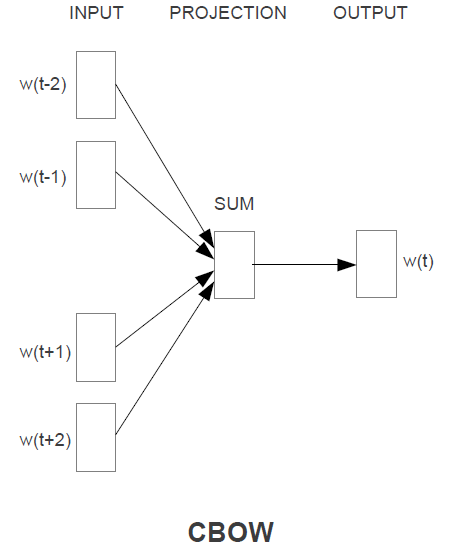 INPUT PROJECTION OUTPUT
w(t-2)
w(t-1)
SUM
w(t)
w(t+1)
w(t+2)
CBOW